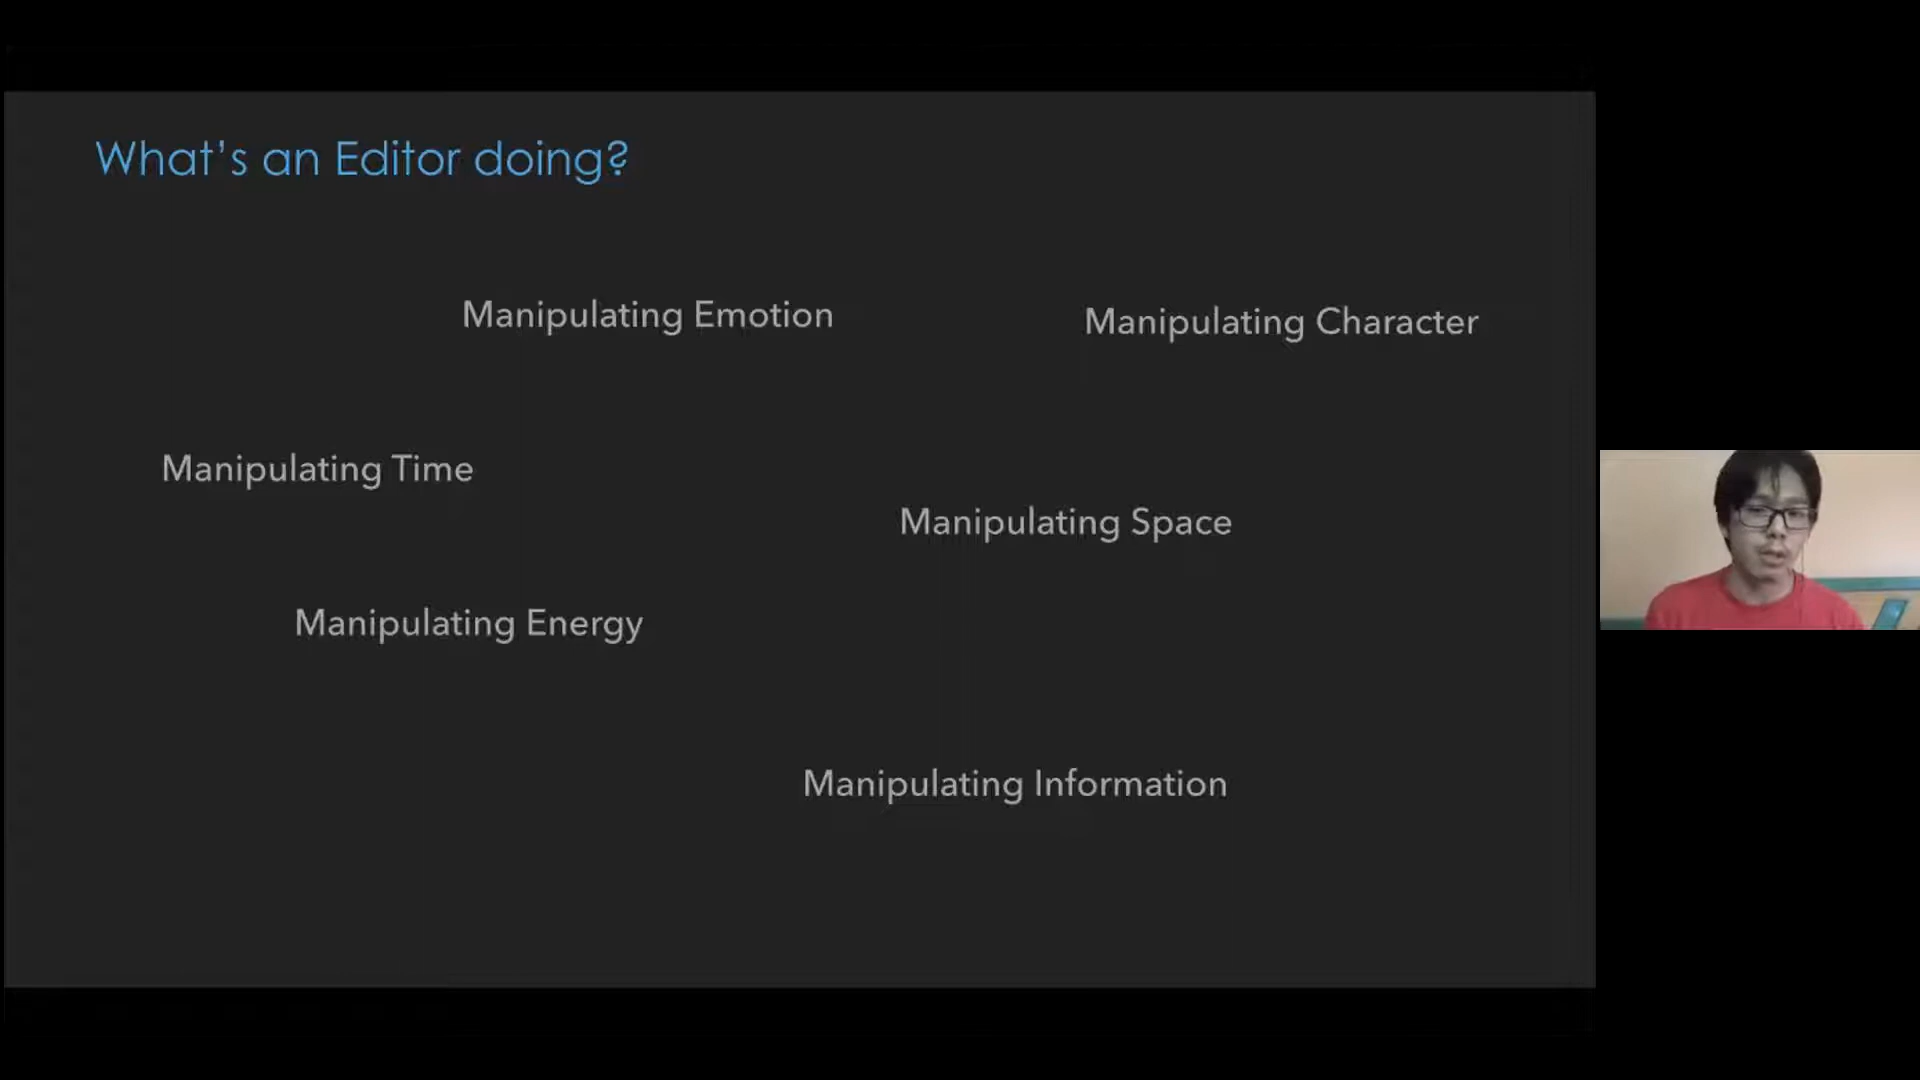 What's an Editor doing?
Manipulating Emotion
Manipulating Character
Manipulating Time
Manipulating Space
Manipulating Energy
Manipulating Information